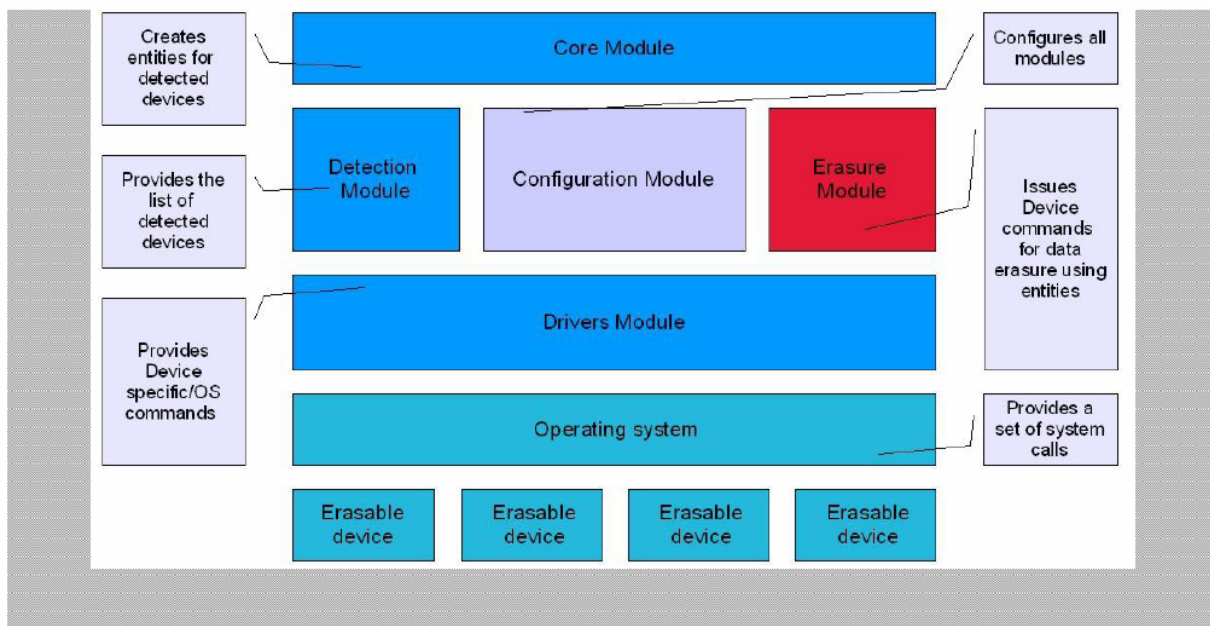 Creates
entities for
detected
devices
Core Module
Configures all
modules
Provides the
list of
detected
devices
Detection
Module
Configuration Module
Erasure
Module
Issues
Device
commands
for data
erasure using
entities
Provides
Device
specific/OS
commands
Drivers Module
Operating system
Provides a
set of system
calls
Erasable
device
Erasable
device
Erasable
device
Erasable
device